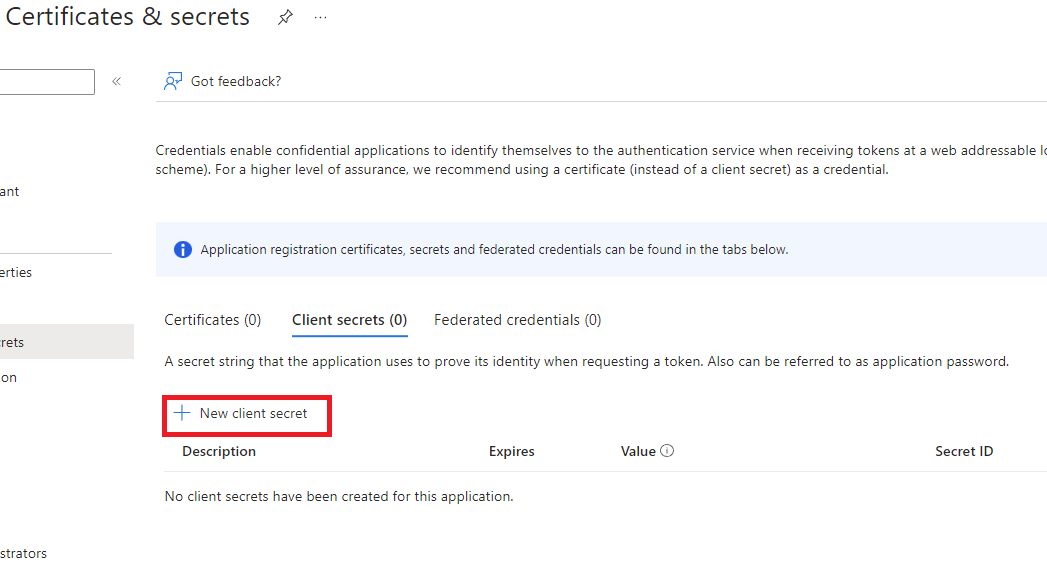 Certificates & secrets
Got feedback?
Credentials enable confidential applications to identify themselves to the authentication service when receiving tokens at a web addressable
scheme). For a higher level of assurance, we recommend using a certificate (instead of a client secret) as a credential.
ant
Application registration certificates, secrets and federated credentials can be found in the tabs below.
erties
Certificates (0) Client secrets (0) Federated credentials (0)
rets
A secret string that the application uses to prove its identity when requesting a token. Also can be referred to as application password.
on
New client secret
Description Expires Value Secret ID
No client secrets have been created for this application.
strators